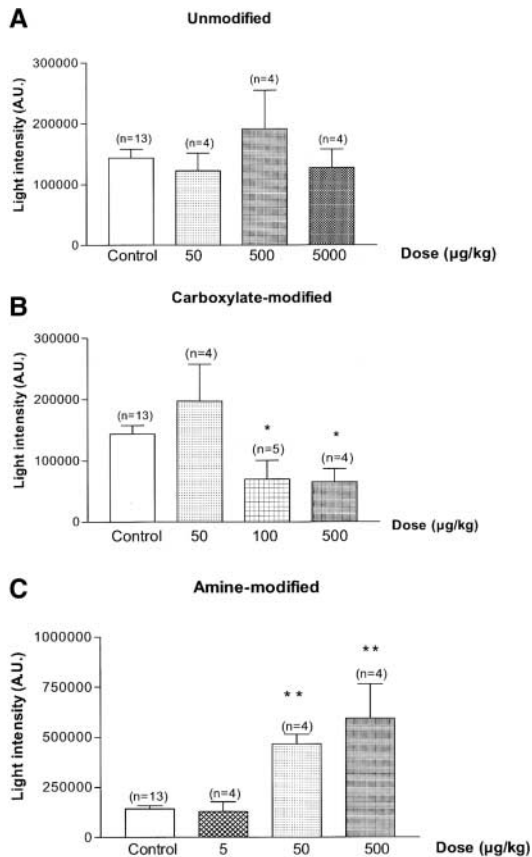 A
Unmodified
Light intensity (A.U.)
300000
200000
100000
0
(n=13)
(n=4)
(n=4)
(n=4)
Control 50 500 5000 Dose (µg/kg)
B
Carboxylate-modified
Light intensity (A.U.)
300000
200000
100000
0
(n=13)
(n=4)
*
(n=5)
*
(n=4)
Control 50 100 500 Dose (µg/kg)
C
Amine-modified
Light intensity (A.U.)
1000000
750000
500000
250000
0
(n=13)
(n=4)
**
(n=4)
**
(n=4)
Control 5 50 500 Dose (µg/kg)